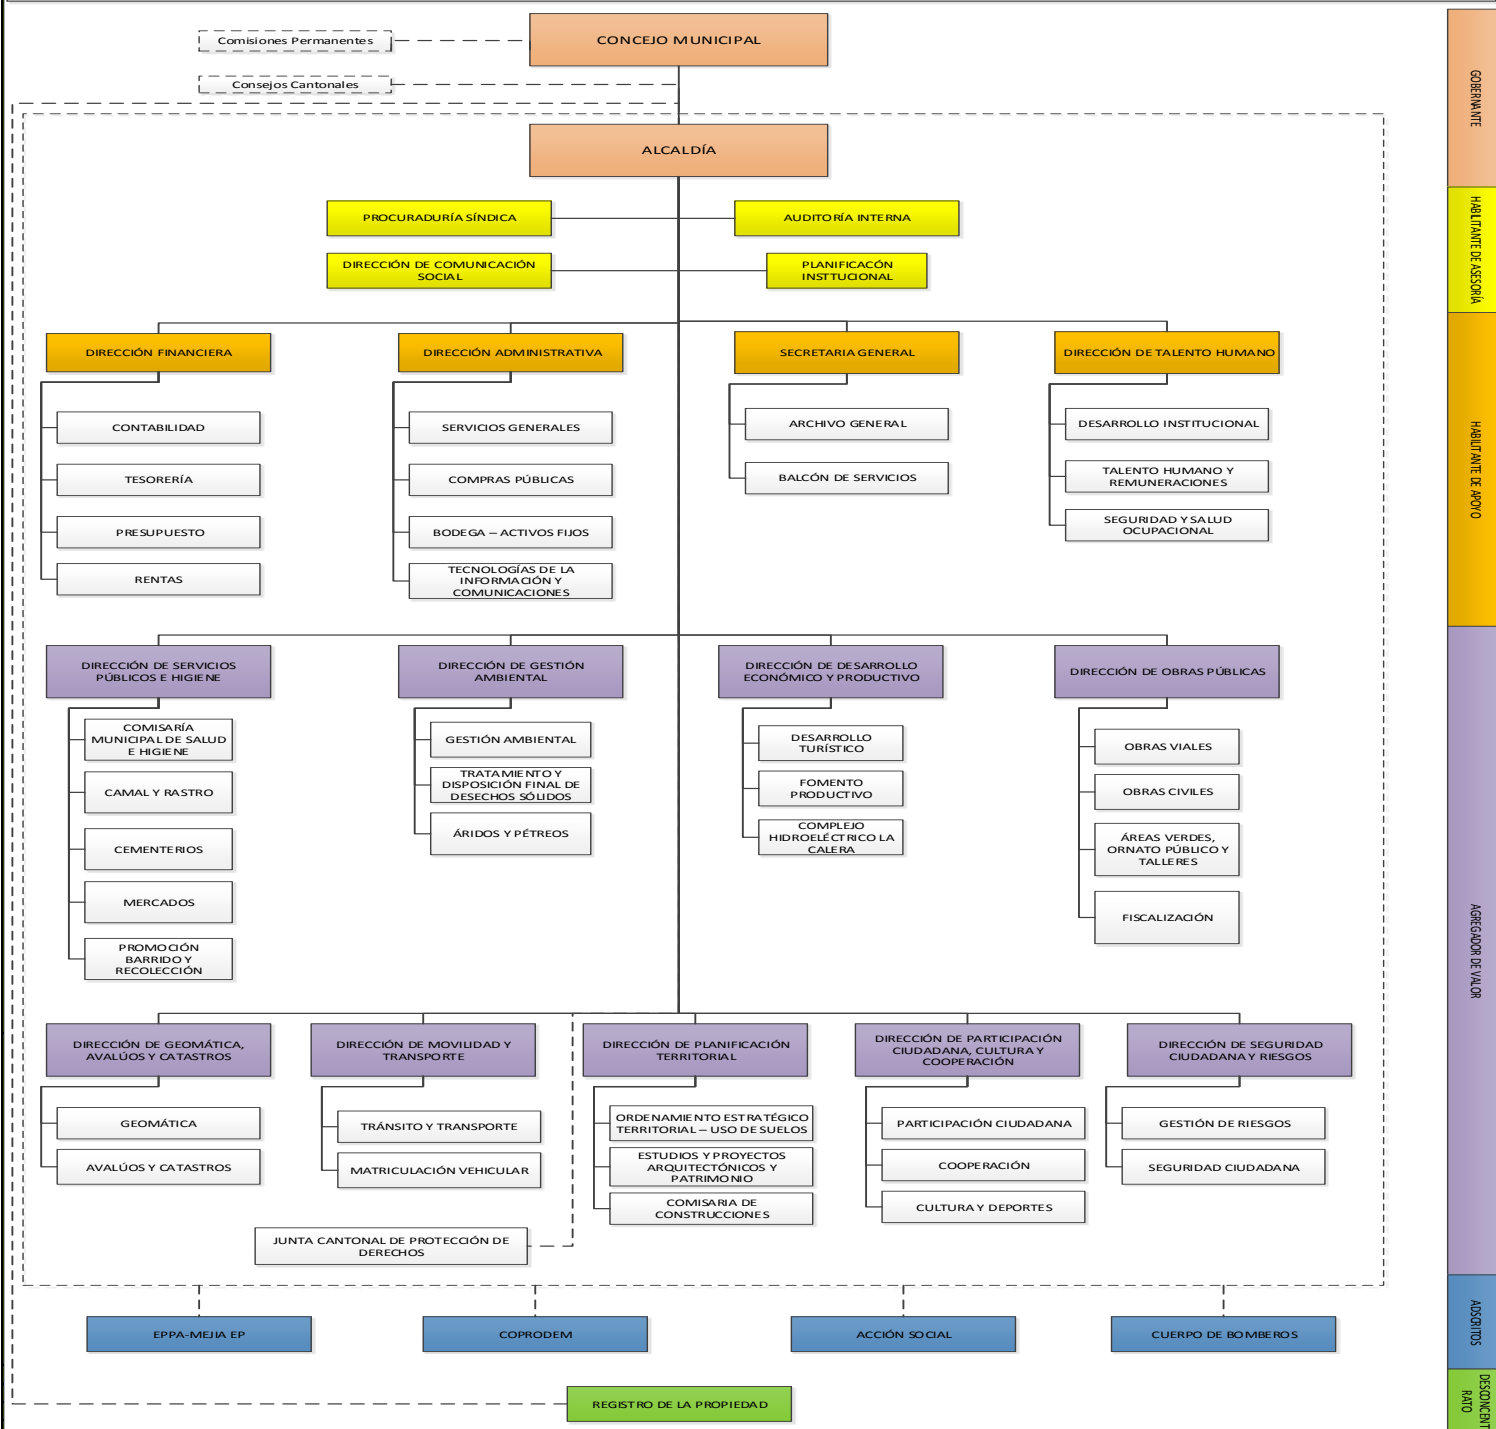 Comisiones Permanentes
CONCEJO MUNICIPAL
Consejos Cantonales
ALCALDÍA
PROCURADURÍA SÍNDICA
AUDITORÍA INTERNA
DIRECCIÓN DE COMUNICACIÓN
SOCIAL
PLANIFICACÓN
INSTTUCIONAL
DIRECCIÓN FINANCIERA
DIRECCIÓN ADMINISTRATIVA
SECRETARIA GENERAL
DIRECCIÓN DE TALENTO HUMANO
CONTABILIDAD
TESORERÍA
PRESUPUESTO
RENTAS
SERVICIOS GENERALES
COMPRAS PÚBLICAS
BODEGA – ACTIVOS FIJOS
TECNOLOGÍAS DE LA
INFORMACIÓN Y
COMUNICACIONES
ARCHIVO GENERAL
BALCÓN DE SERVICIOS
DESARROLLO INSTITUCIONAL
TALENTO HUMANO Y
REMUNERACIONES
SEGURIDAD Y SALUD
OCUPACIONAL
DIRECCIÓN DE SERVICIOS
PÚBLICOS E HIGIENE
DIRECCIÓN DE GESTIÓN
AMBIENTAL
DIRECCIÓN DE DESARROLLO
ECONÓMICO Y PRODUCTIVO
DIRECCIÓN DE OBRAS PÚBLICAS
COMISARÍA
MUNICIPAL DE SALUD
E HIGIENE
CAMAL Y RASTRO
CEMENTERIOS
MERCADOS
PROMOCIÓN
BARRIDO Y
RECOLECCIÓN
GESTIÓN AMBIENTAL
TRATAMIENTO Y
DISPOSICIÓN FINAL DE
DESECHOS SÓLIDOS
ÁRIDOS Y PÉTREOS
DESARROLLO
TURÍSTICO
FOMENTO
PRODUCTIVO
COMPLEJO
HIDROELÉCTRICO LA
CALERA
OBRAS VIALES
OBRAS CIVILES
ÁREAS VERDES,
ORNATO PÚBLICO Y
TALLERES
FISCALIZACIÓN
DIRECCIÓN DE GEOMÁTICA,
AVALÚOS Y CATASTROS
DIRECCIÓN DE MOVILIDAD Y
TRANSPORTE
DIRECCIÓN DE PLANIFICACIÓN
TERRITORIAL
DIRECCIÓN DE PARTICIPACIÓN
CIUDADANA, CULTURA Y
COOPERACIÓN
DIRECCIÓN DE SEGURIDAD
CIUDADANA Y RIESGOS
GEOMÁTICA
AVALÚOS Y CATASTROS
TRÁNSITO Y TRANSPORTE
MATRICULACIÓN VEHICULAR
ORDENAMIENTO ESTRATÉGICO
TERRITORIAL – USO DE SUELOS
ESTUDIOS Y PROYECTOS
ARQUITECTÓNICOS Y
PATRIMONIO
COMISARIA DE
CONSTRUCCIONES
PARTICIPACIÓN CIUDADANA
COOPERACIÓN
CULTURA Y DEPORTES
GESTIÓN DE RIESGOS
SEGURIDAD CIUDADANA
JUNTA CANTONAL DE PROTECCIÓN DE
DERECHOS
EPPA-MEJIA EP
COPRODEM
ACCIÓN SOCIAL
CUERPO DE BOMBEROS
REGISTRO DE LA PROPIEDAD
GOBERNANTE
HABILITANTE DE ASESORÍA
HABILITANTE DE APOYO
AGREGADOR DE VALOR
ADSCRITOS
DESCONCENT
RATO